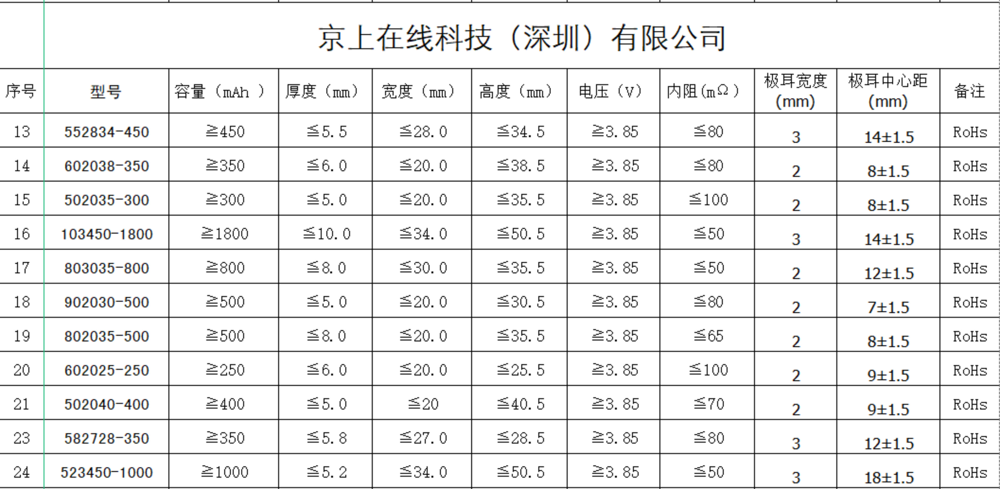 京上在线科技（深圳）有限公司
序号 型号 容量（mAh ） 厚度（mm） 宽度（mm） 高度（mm） 电压（V） 内阻(mΩ） 极耳宽度(mm) 极耳中心距(mm) 备注
13 552834-450 ≧450 ≦5.5 ≦28.0 ≦34.5 ≧3.85 ≦80 3 14±1.5 RoHs
14 602038-350 ≧350 ≦6.0 ≦20.0 ≦38.5 ≧3.85 ≦80 2 8±1.5 RoHs
15 502035-300 ≧300 ≦5.0 ≦20.0 ≦35.5 ≧3.85 ≦100 2 8±1.5 RoHs
16 103450-1800 ≧1800 ≦10.0 ≦34.0 ≦50.5 ≧3.85 ≦50 3 14±1.5 RoHs
17 803035-800 ≧800 ≦8.0 ≦30.0 ≦35.5 ≧3.85 ≦50 2 12±1.5 RoHs
18 902030-500 ≧500 ≦5.0 ≦20.0 ≦30.5 ≧3.85 ≦80 2 7±1.5 RoHs
19 802035-500 ≧500 ≦8.0 ≦20.0 ≦35.5 ≧3.85 ≦65 2 8±1.5 RoHs
20 602025-250 ≧250 ≦6.0 ≦20.0 ≦25.5 ≧3.85 ≦100 2 9±1.5 RoHs
21 502040-400 ≧400 ≦5.0 ≦20 ≦40.5 ≧3.85 ≦70 2 9±1.5 RoHs
23 582728-350 ≧350 ≦5.8 ≦27.0 ≦28.5 ≧3.85 ≦80 3 12±1.5 RoHs
24 523450-1000 ≧1000 ≦5.2 ≦34.0 ≦50.5 ≧3.85 ≦50 3 18±1.5 RoHs